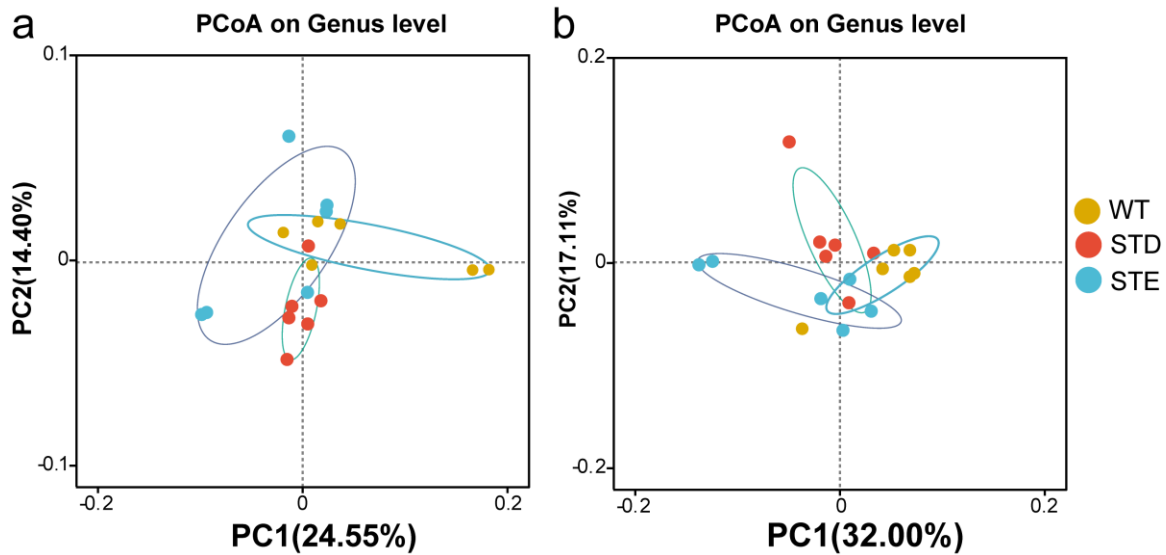 a
PCoA on Genus level
0.1
0
-0.1
PC2(14.40%)
-0.2
0
0.2
PC1(24.55%)
b
PCoA on Genus level
0.2
0
-0.2
PC2(17.11%)
-0.2
0
0.2
PC1(32.00%)
WT
STD
STE